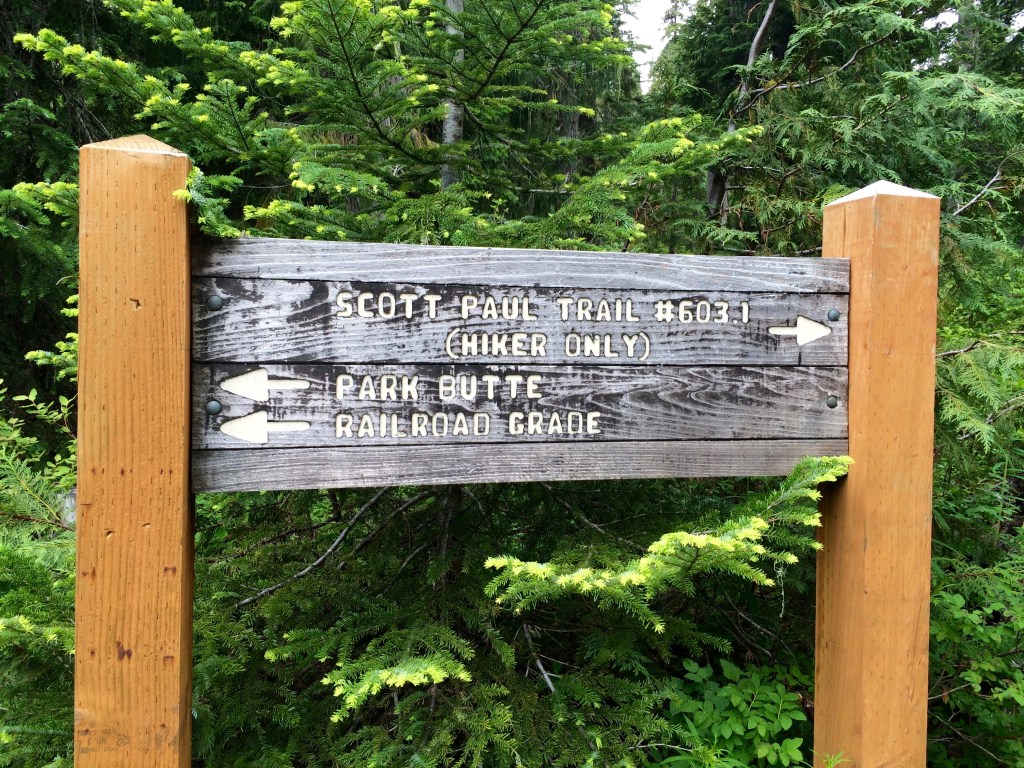 SCOTT PAUL TRAIL #603.1
(HIKER ONLY)
PARK BUTTE
RAILROAD GRADE